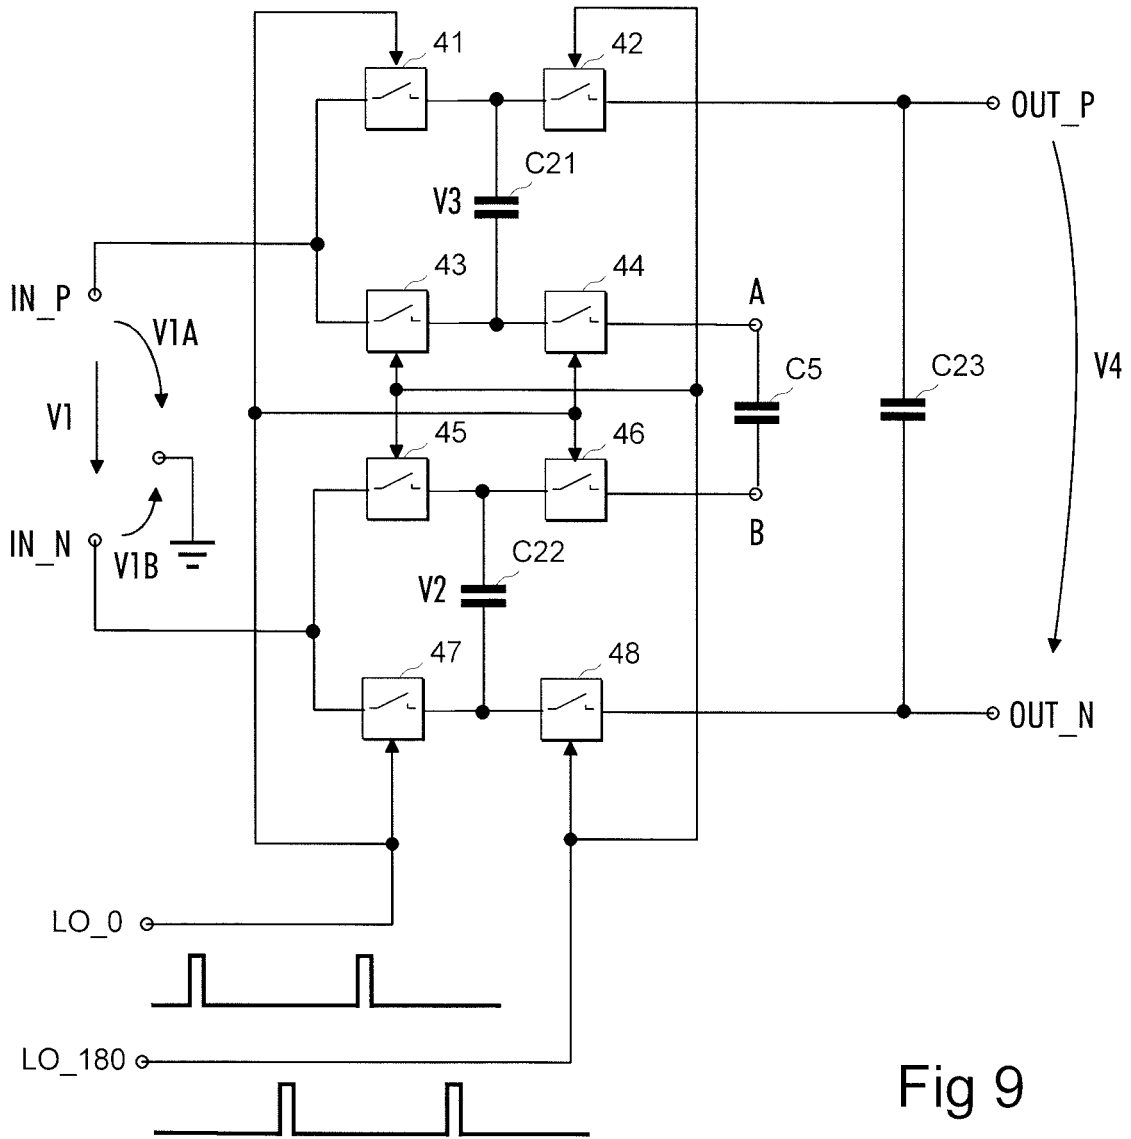 41
42
OUT_P
C21
V3
43
44
A
IN_P
V1A
C5
C23
V4
V1
45
46
B
IN_N
V1B
C22
V2
47
48
OUT_N
LO_0
LO_180
Fig 9